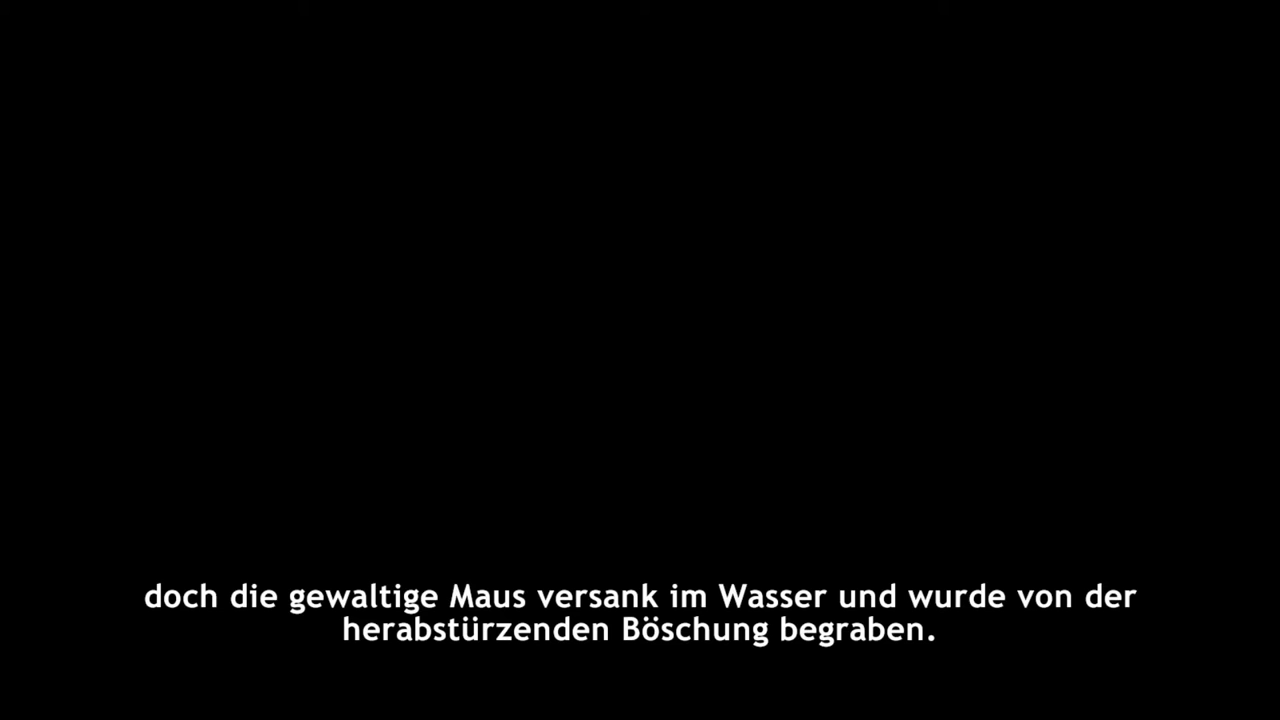 doch die gewaltige Maus versank im Wasser und wurde von der
herabstürzenden Böschung begraben.